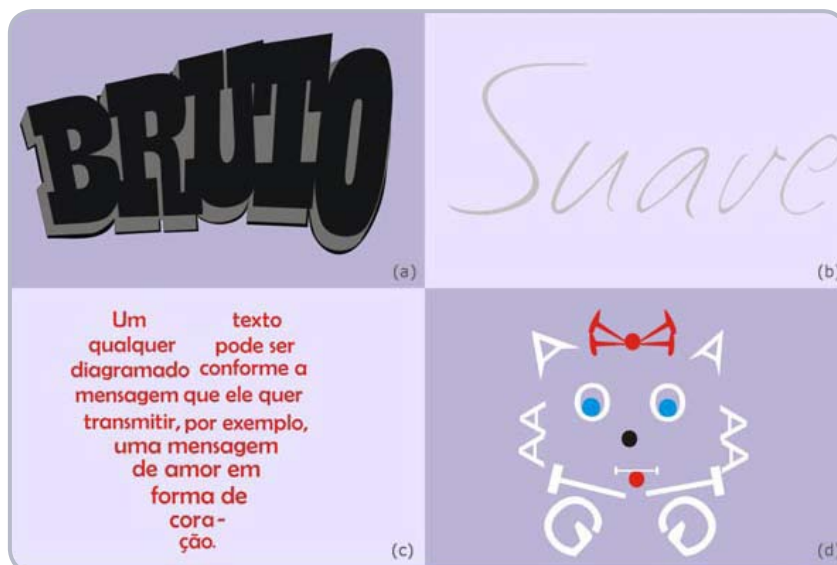 BRUTO
(a)
Suave
(b)
Um texto
qualquer pode ser
diagramado conforme a
mensagem que ele quer
transmitir, por exemplo,
uma mensagem
de amor em
forma de
cora-
ção.
(c)
(d)